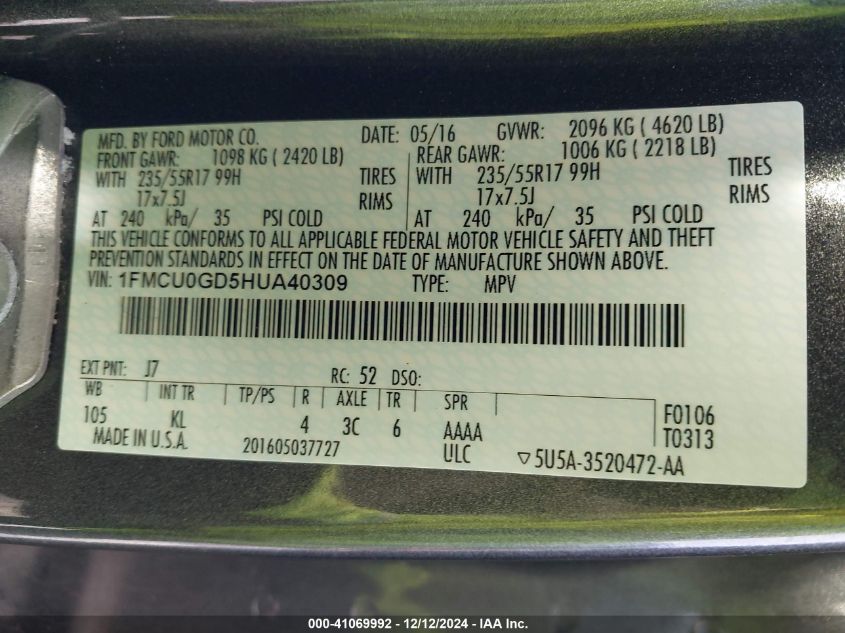 MFD. BY FORD MOTOR CO. DATE: 05/16 GVWR: 2096 KG ( 4620 LB)
FRONT GAWR: 1098 KG ( 2420 LB) REAR GAWR: 1006 KG ( 2218 LB)
WITH 235/55R17 99H TIRES WITH 235/55R17 99H TIRES
17x7.5J RIMS 17x7.5J RIMS
AT 240 kPa/ 35 PSI COLD AT 240 kPa/ 35 PSI COLD
THIS VEHICLE CONFORMS TO ALL APPLICABLE FEDERAL MOTOR VEHICLE SAFETY AND THEFT
PREVENTION STANDARDS IN EFFECT ON THE DATE OF MANUFACTURE SHOWN ABOVE.
VIN: 1FMCU0GD5HUA40309 TYPE: MPV
EXT PNT: J7 RC: 52 DSO:
WB INT TR TP/PS R AXLE TR SPR
105 KL 4 3C 6 AAAA F0106
MADE IN U.S.A. 201605037727 ULC T0313
▽5U5A-3520472-AA
000-41069992 - 12/12/2024 - IAA Inc.